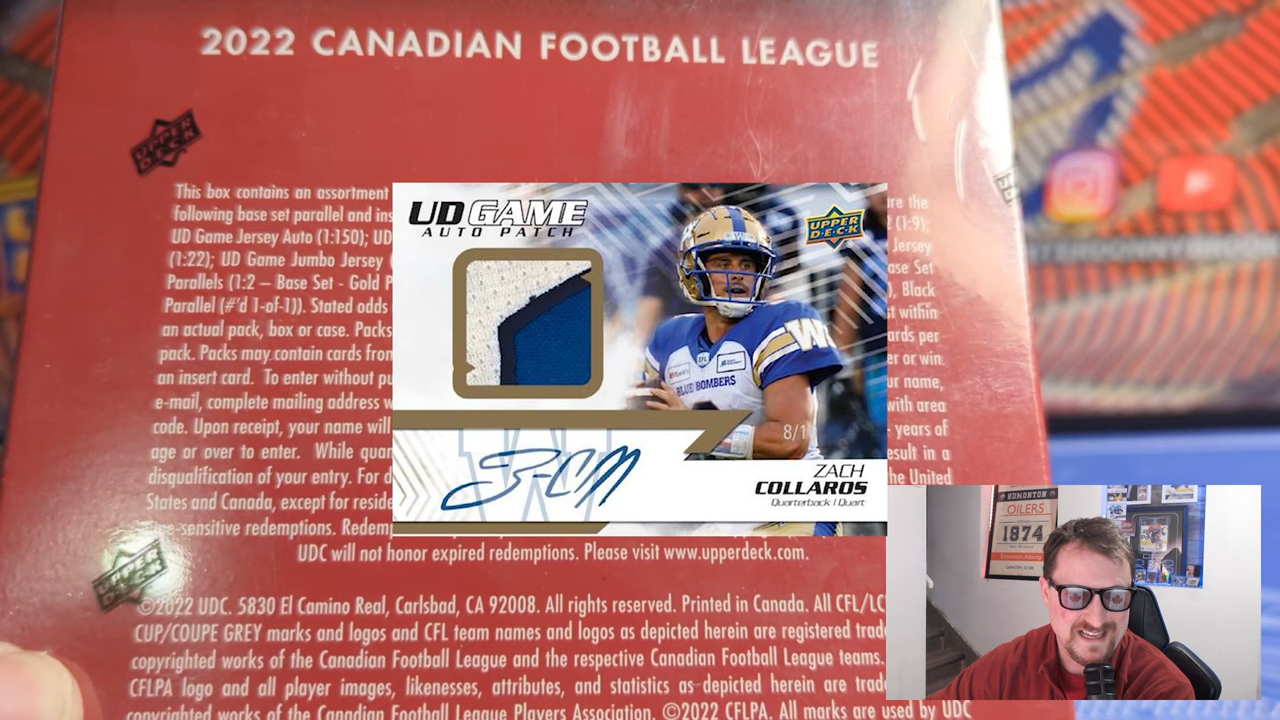 2022 CANADIAN FOOTBALL LEAGUE
UPPER DECK
This box contains an assortment
are the
following base set parallel and ins
2 (1:9);
UD Game Jersey Auto (1:150); UD
Jersey
(1:22); UD Game Jumbo Jersey (
ase Set
Parallels (1:2 – Base Set - Gold P
), Black
Parallel (#'d 1-of-1)). Stated odds
st within
an actual pack, box or case. Packs
ards per
pack. Packs may contain cards from
er or win.
an insert card. To enter without pu
ur name,
e-mail, complete mailing address w
with area
code. Upon receipt, your name will
- years of
age or over to enter. While quan
esult in a
disqualification of your entry. For d
he United
States and Canada, except for reside
-sensitive redemptions. Redemp
UDC will not honor expired redemptions. Please visit www.upperdeck.com.
UPPER DECK
©2022 UDC. 5830 El Camino Real, Carlsbad, CA 92008. All rights reserved. Printed in Canada. All CFL/LC
CUP/COUPE GREY marks and logos and CFL team names and logos as depicted herein are registered trad
copyrighted works of the Canadian Football League and the respective Canadian Football League teams.
CFLPA logo and all player images, likenesses, attributes, and statistics as depicted herein are trad
copyrighted works of the Canadian Football League Players Association. ©2022 CFLPA. All marks are used by UDC
UD GAME
AUTO PATCH
UPPER
DECK
W
BLUE BOMBERS
8/1
ZACH
COLLAROS
Quarterback | Quart
EDMONTON
OILERS
1974